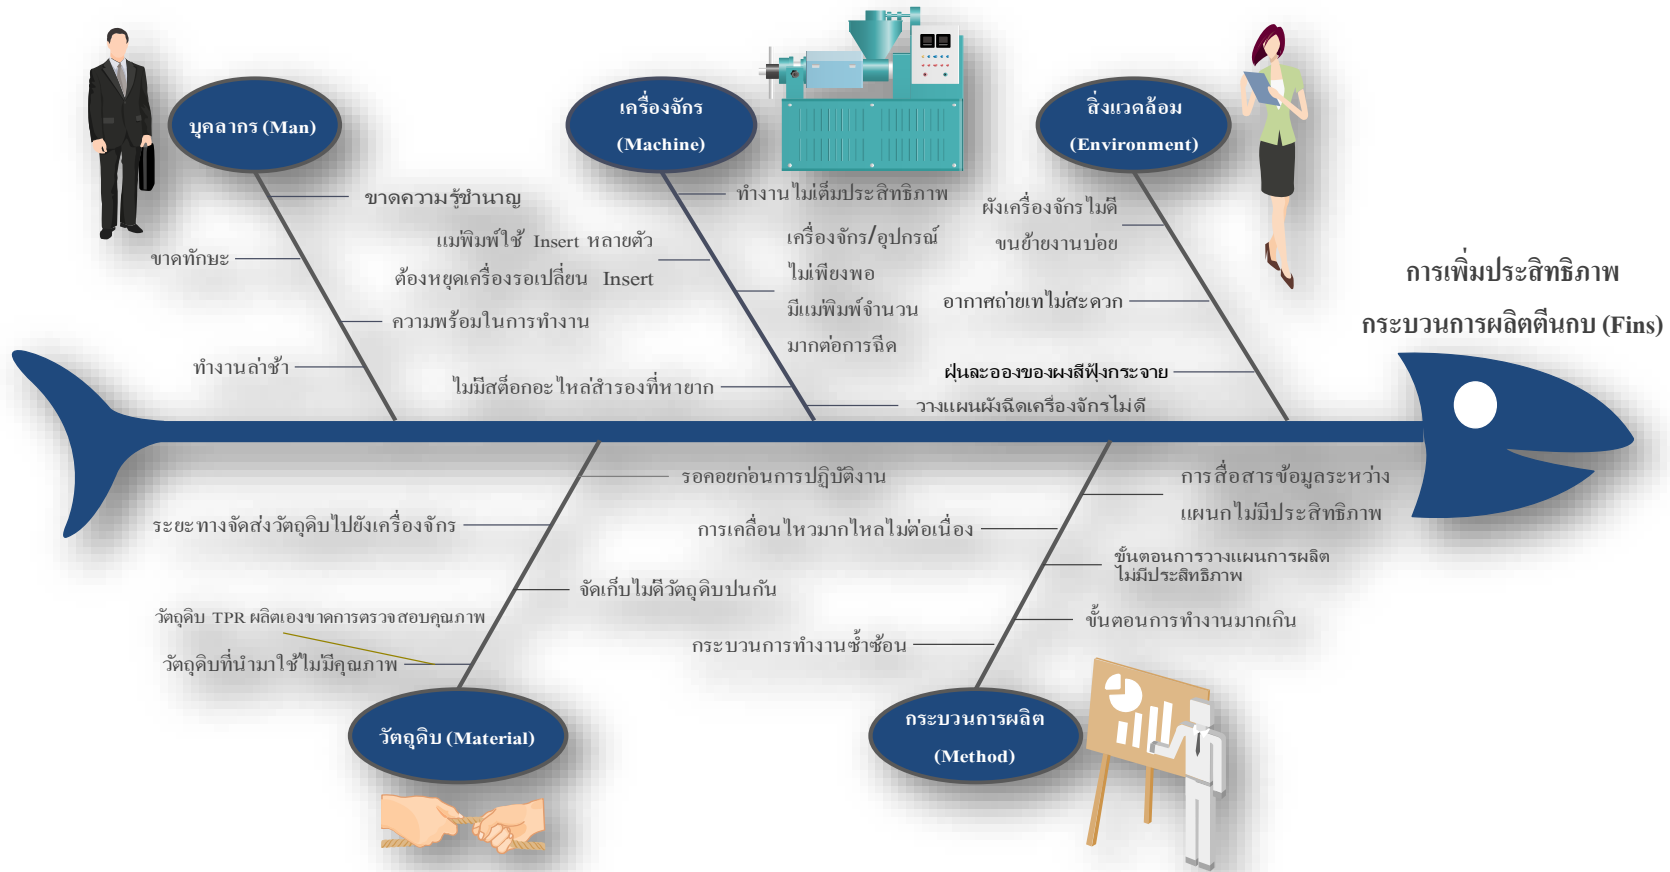 บุคลากร (Man)
ขาดความรู้ชำนาญ
ขาดทักษะ
ความพร้อมในการทำงาน
ทำงานล่าช้า
เครื่องจักร
(Machine)
ทำงานไม่เต็มประสิทธิภาพ
แม่พิมพ์ใช้ Insert หลายตัว
ต้องหยุดเครื่องรอเปลี่ยน Insert
เครื่องจักร/อุปกรณ์
ไม่เพียงพอ
มีแม่พิมพ์จำนวน
มากต่อการฉีด
ไม่มีสต็อกอะไหล่สำรองที่หายาก
วางแผนผังฉีดเครื่องจักรไม่ดี
สิ่งแวดล้อม
(Environment)
ผังเครื่องจักรไม่ดี
ขนย้ายงานบ่อย
อากาศถ่ายเทไม่สะดวก
ฝุ่นละอองของผงสีฟุ้งกระจาย
การเพิ่มประสิทธิภาพ
กระบวนการผลิตตีนกบ (Fins)
รอคอยก่อนการปฏิบัติงาน
ระยะทางจัดส่งวัตถุดิบไปยังเครื่องจักร
จัดเก็บไม่ดีวัตถุดิบปนกัน
วัตถุดิบ TPR ผลิตเองขาดการตรวจสอบคุณภาพ
วัตถุดิบที่นำมาใช้ไม่มีคุณภาพ
วัตถุดิบ (Material)
การสื่อสารข้อมูลระหว่าง
แผนกไม่มีประสิทธิภาพ
การเคลื่อนไหวมากไหลไม่ต่อเนื่อง
ขั้นตอนการวางแผนการผลิต
ไม่มีประสิทธิภาพ
ขั้นตอนการทำงานมากเกิน
กระบวนการทำงานซ้ำซ้อน
กระบวนการผลิต
(Method)